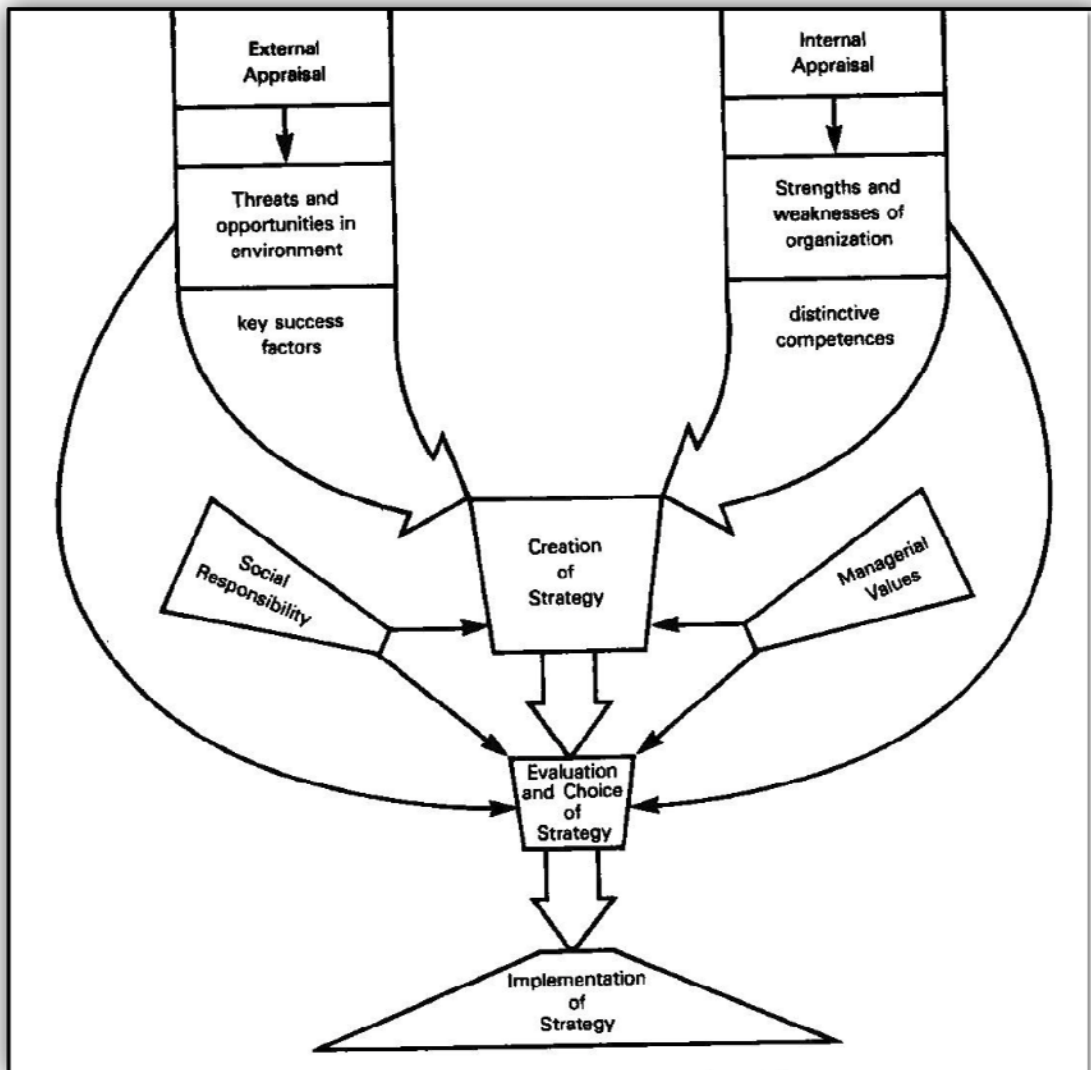 External
Appraisal
Internal
Appraisal
Threats and
opportunities in
environment
Strengths and
weaknesses of
organization
key success
factors
distinctive
competences
Creation
of
Strategy
Social
Responsibility
Managerial
Values
Evaluation
and Choice
of
Strategy
Implementation
of
Strategy